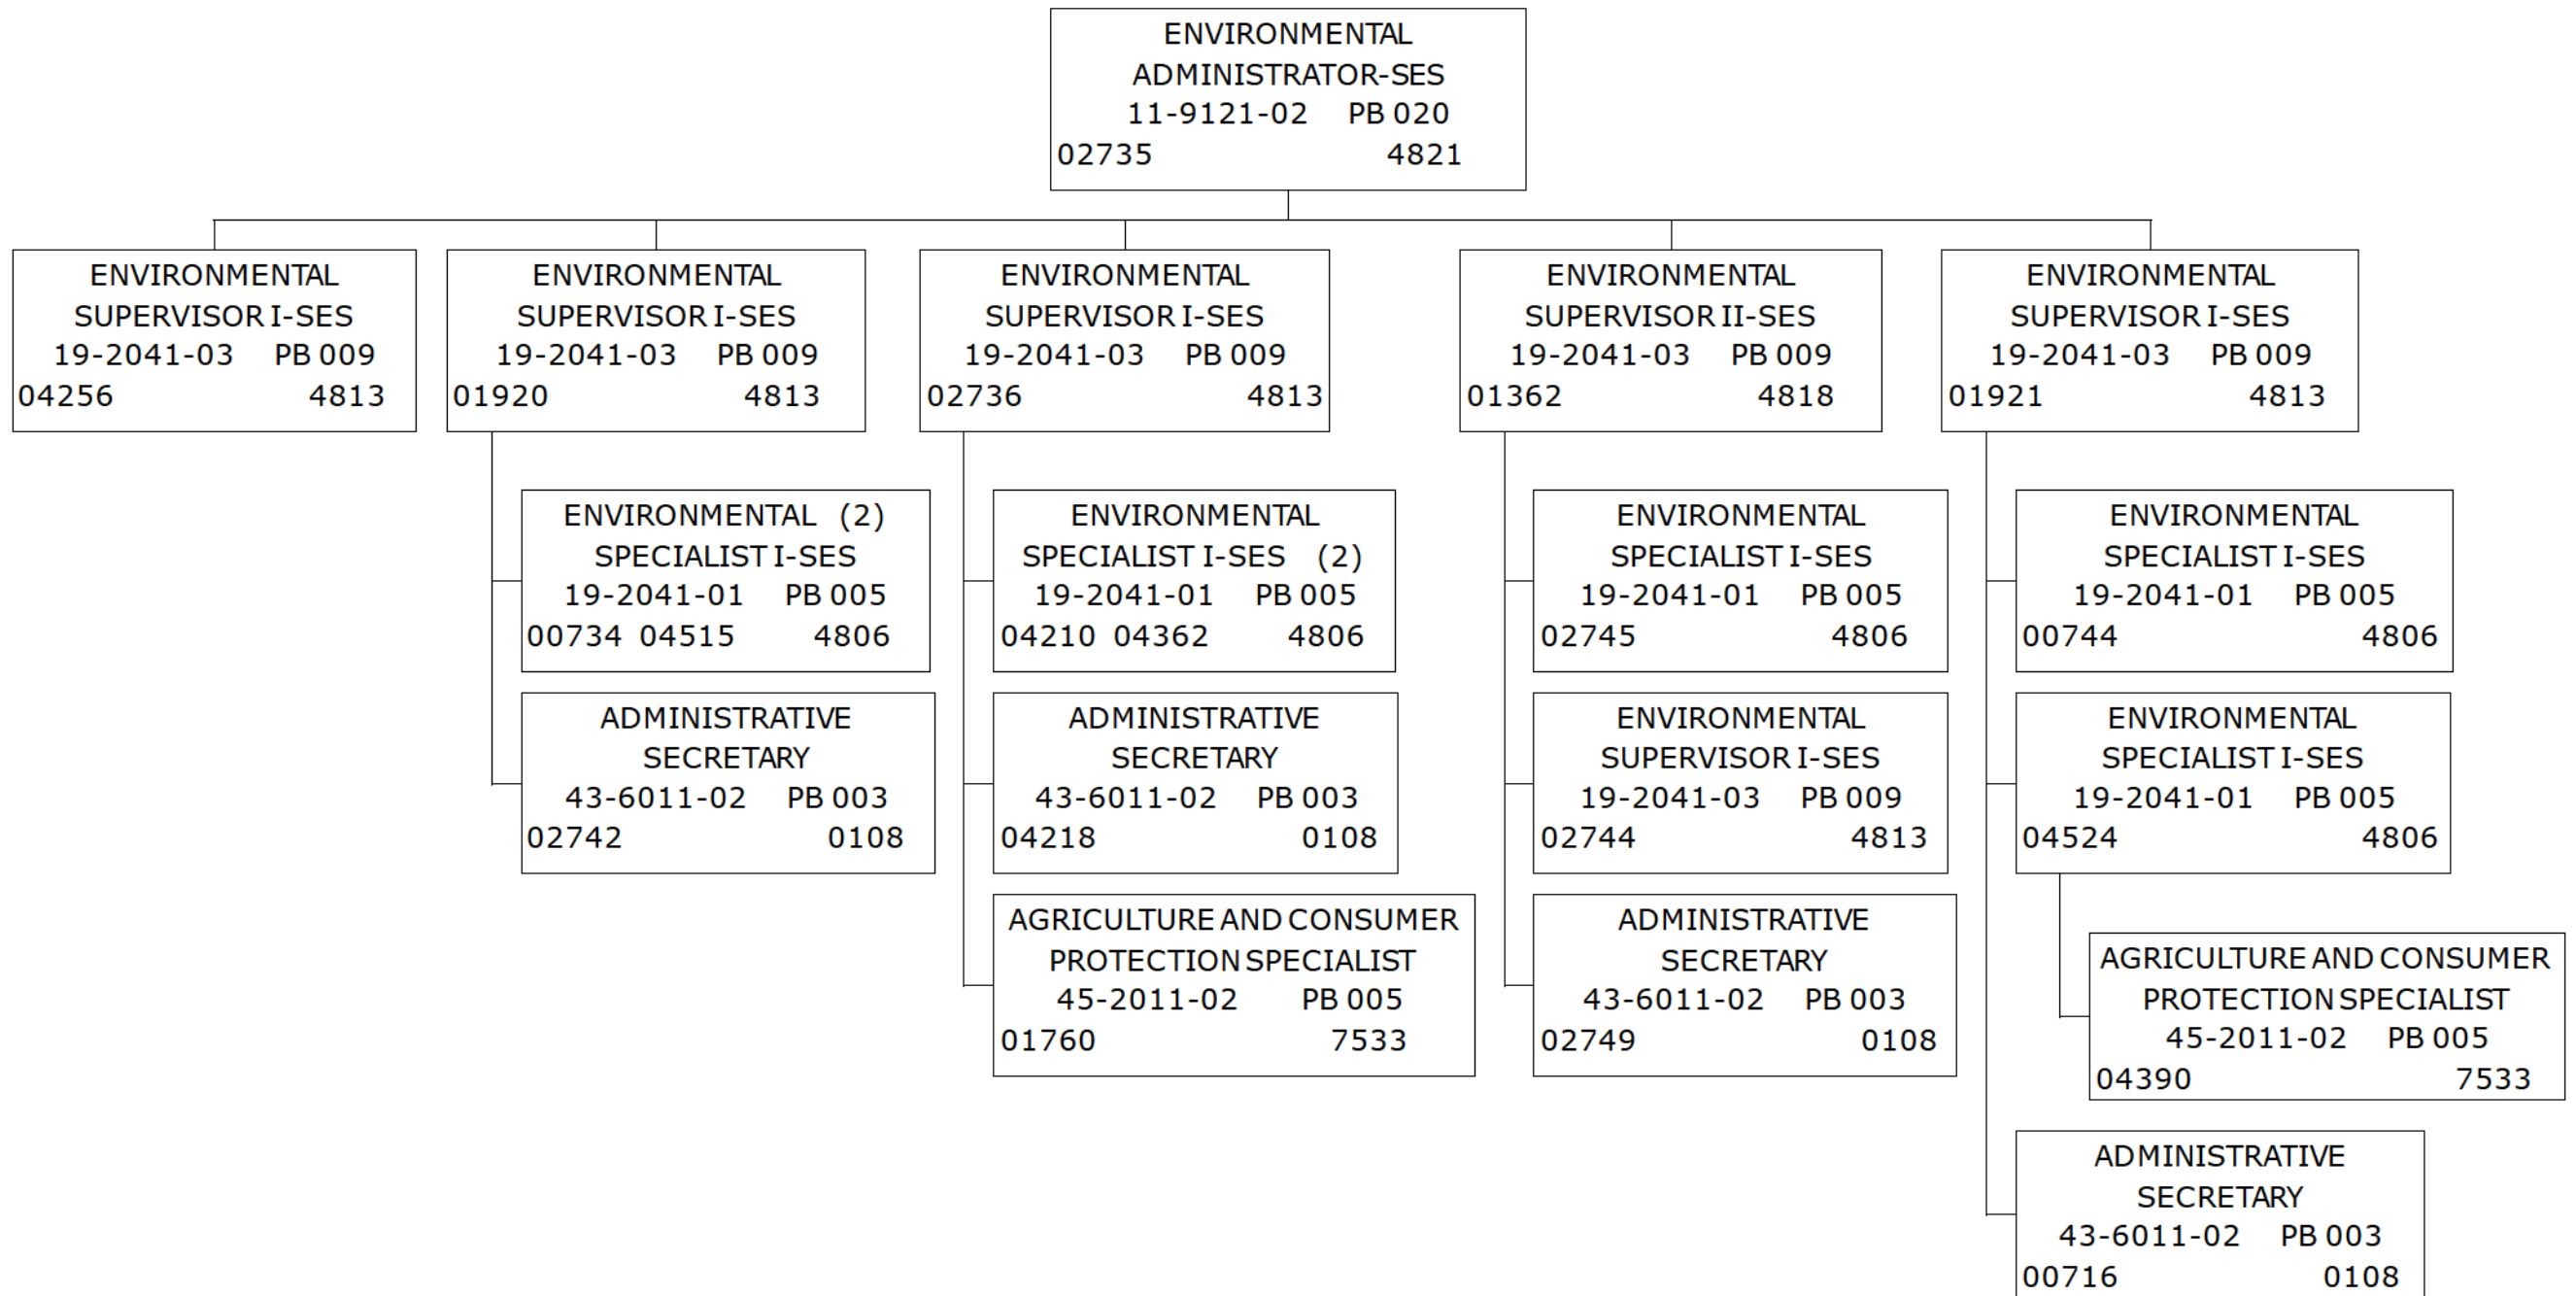 ENVIRONMENTAL
ADMINISTRATOR-SES
11-9121-02 PB 020
02735 4821
ENVIRONMENTAL
SUPERVISOR I-SES
19-2041-03 PB 009
04256 4813
ENVIRONMENTAL
SUPERVISOR I-SES
19-2041-03 PB 009
01920 4813
ENVIRONMENTAL
SUPERVISOR I-SES
19-2041-03 PB 009
02736 4813
ENVIRONMENTAL
SUPERVISOR II-SES
19-2041-03 PB 009
01362 4818
ENVIRONMENTAL
SUPERVISOR I-SES
19-2041-03 PB 009
01921 4813
ENVIRONMENTAL (2)
SPECIALIST I-SES
19-2041-01 PB 005
00734 04515 4806
ADMINISTRATIVE
SECRETARY
43-6011-02 PB 003
02742 0108
ENVIRONMENTAL
SPECIALIST I-SES (2)
19-2041-01 PB 005
04210 04362 4806
ADMINISTRATIVE
SECRETARY
43-6011-02 PB 003
04218 0108
AGRICULTURE AND CONSUMER
PROTECTION SPECIALIST
45-2011-02 PB 005
01760 7533
ENVIRONMENTAL
SPECIALIST I-SES
19-2041-01 PB 005
02745 4806
ENVIRONMENTAL
SUPERVISOR I-SES
19-2041-03 PB 009
02744 4813
ADMINISTRATIVE
SECRETARY
43-6011-02 PB 003
02749 0108
ENVIRONMENTAL
SPECIALIST I-SES
19-2041-01 PB 005
00744 4806
ENVIRONMENTAL
SPECIALIST I-SES
19-2041-01 PB 005
04524 4806
AGRICULTURE AND CONSUMER
PROTECTION SPECIALIST
45-2011-02 PB 005
04390 7533
ADMINISTRATIVE
SECRETARY
43-6011-02 PB 003
00716 0108